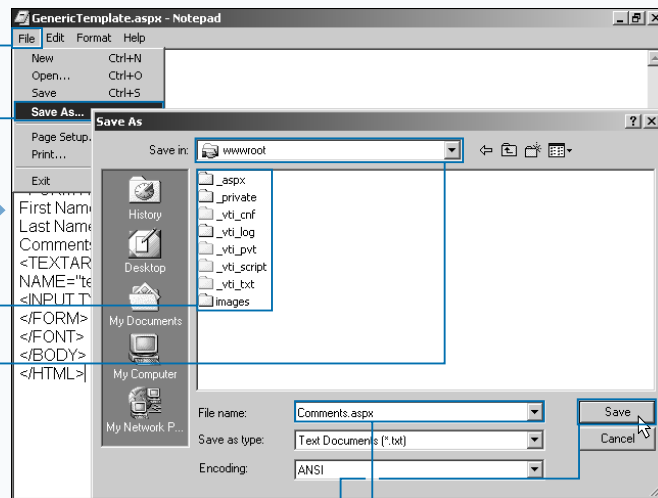 GenericTemplate.aspx - Notepad
File Edit Format Help
New Ctrl+N
Open... Ctrl+O
Save Ctrl+S
Save As...
Page Setup.
Print...
Exit
First Nam
Last Name
Comment
<TEXTAR
NAME="te
<INPUT TY
</FORM>
</FONT>
</BODY>
</HTML>
Save As
Save in: wwwroot
History
Desktop
My Documents
My Computer
My Network P...
_aspx
_private
_vti_cnf
_vti_log
_vti_pvt
_vti_script
_vti_txt
images
File name: Comments.aspx Save
Save as type: Text Documents (*.txt) Cancel
Encoding: ANSI